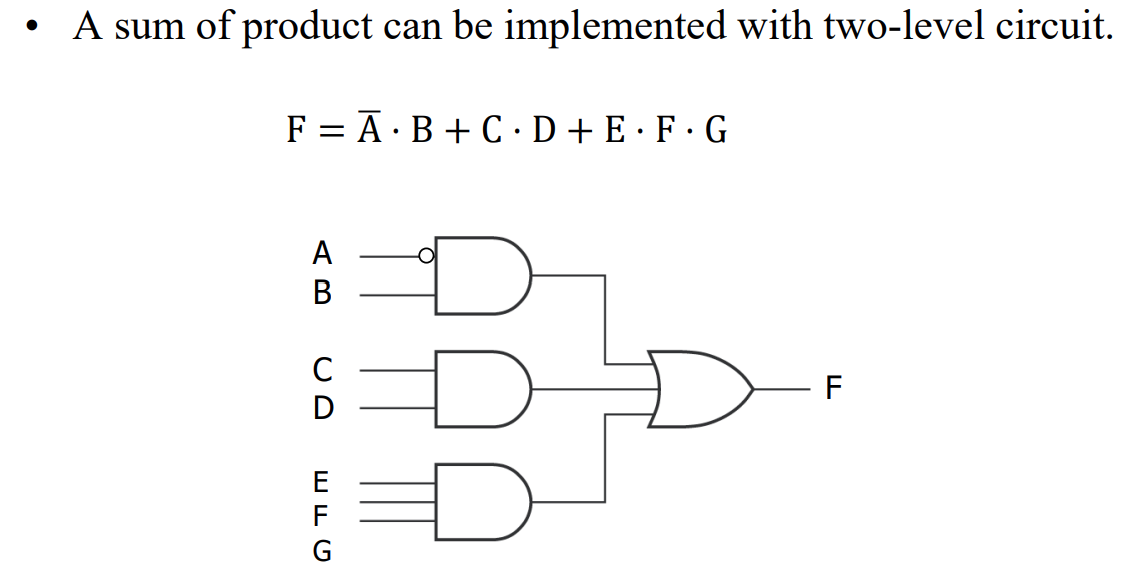 • A sum of product can be implemented with two-level circuit.
F = A̅ · B + C · D + E · F · G
A
B
C
D
F
E
F
G